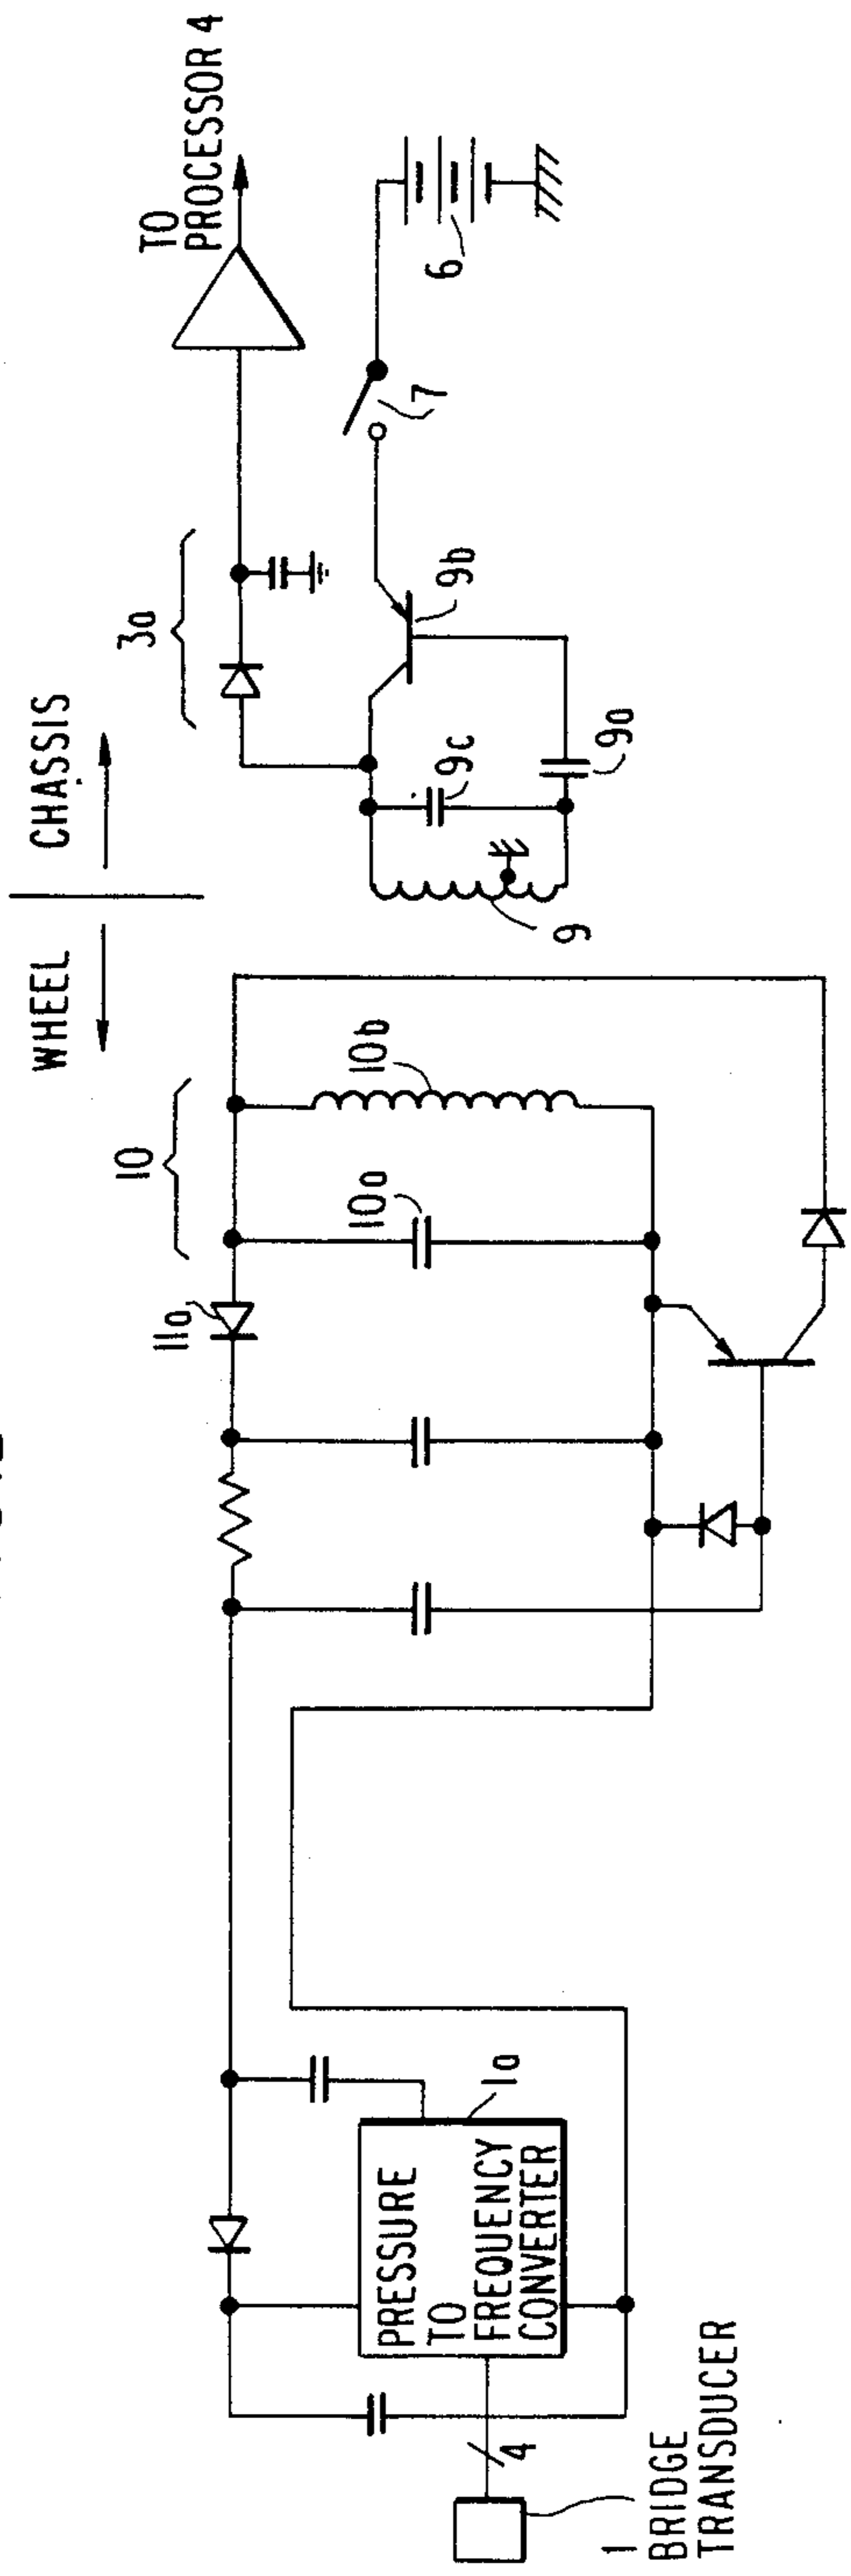 WHEEL
CHASSIS
TO
PROCESSOR 4
10
3a
11a
10a
10b
9c
9b
7
6
9a
9
PRESSURE
TO
FREQUENCY
CONVERTER
1a
4
1
BRIDGE
TRANSDUCER